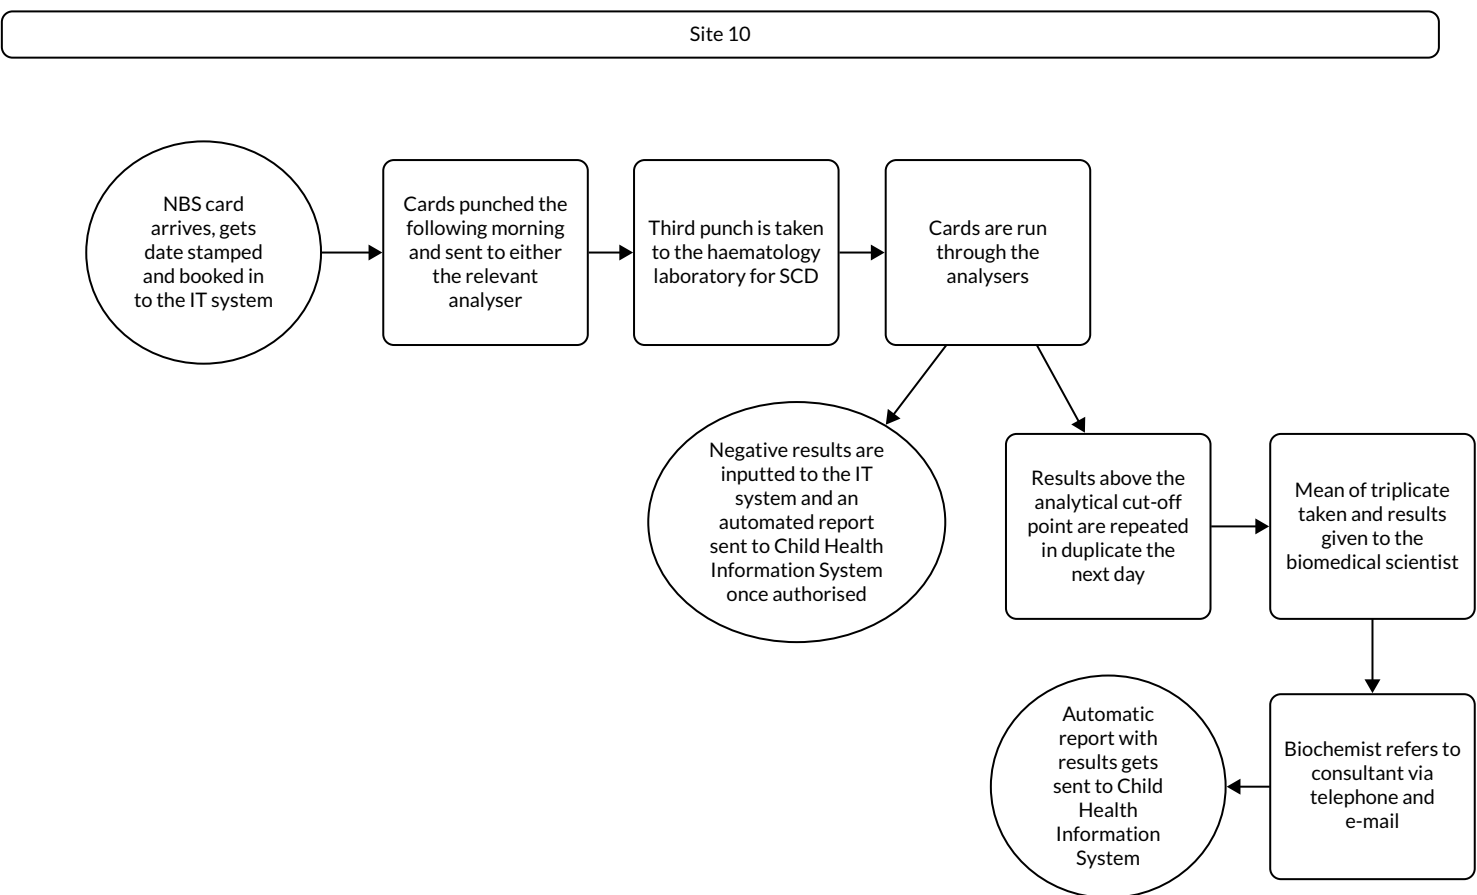 Site 10
NBS card
arrives, gets
date stamped
and booked in
to the IT system
Cards punched the
following morning
and sent to either
the relevant
analyser
Third punch is taken
to the haematology
laboratory for SCD
Cards are run
through the
analysers
Negative results are
inputted to the IT
system and an
automated report
sent to Child Health
Information System
once authorised
Results above the
analytical cut-off
point are repeated
in duplicate the
next day
Mean of triplicate
taken and results
given to the
biomedical scientist
Biochemist refers to
consultant via
telephone and
e-mail
Automatic
report with
results gets
sent to Child
Health
Information
System